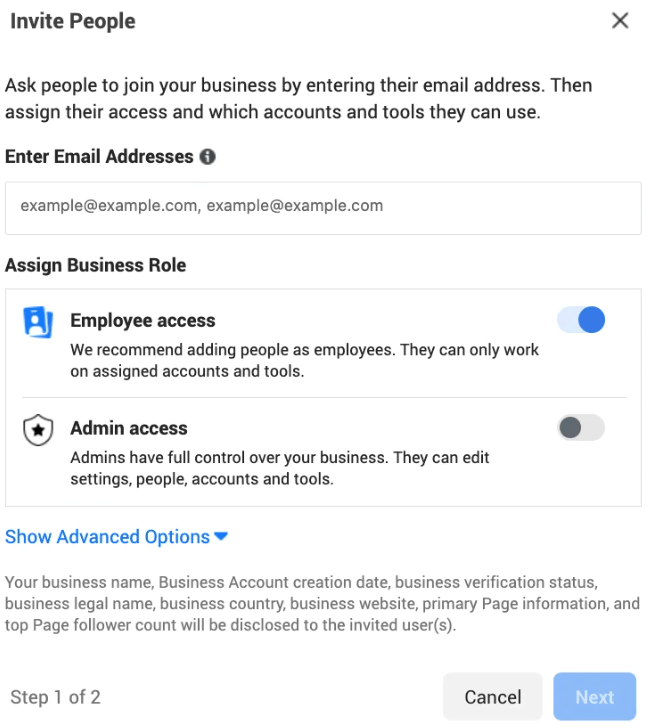 Invite People
Ask people to join your business by entering their email address. Then
assign their access and which accounts and tools they can use.
Enter Email Addresses
example@example.com, example@example.com
Assign Business Role
Employee access
We recommend adding people as employees. They can only work
on assigned accounts and tools.
Admin access
Admins have full control over your business. They can edit
settings, people, accounts and tools.
Show Advanced Options
Your business name, Business Account creation date, business verification status,
business legal name, business country, business website, primary Page information, and
top Page follower count will be disclosed to the invited user(s).
Step 1 of 2
Cancel
Next